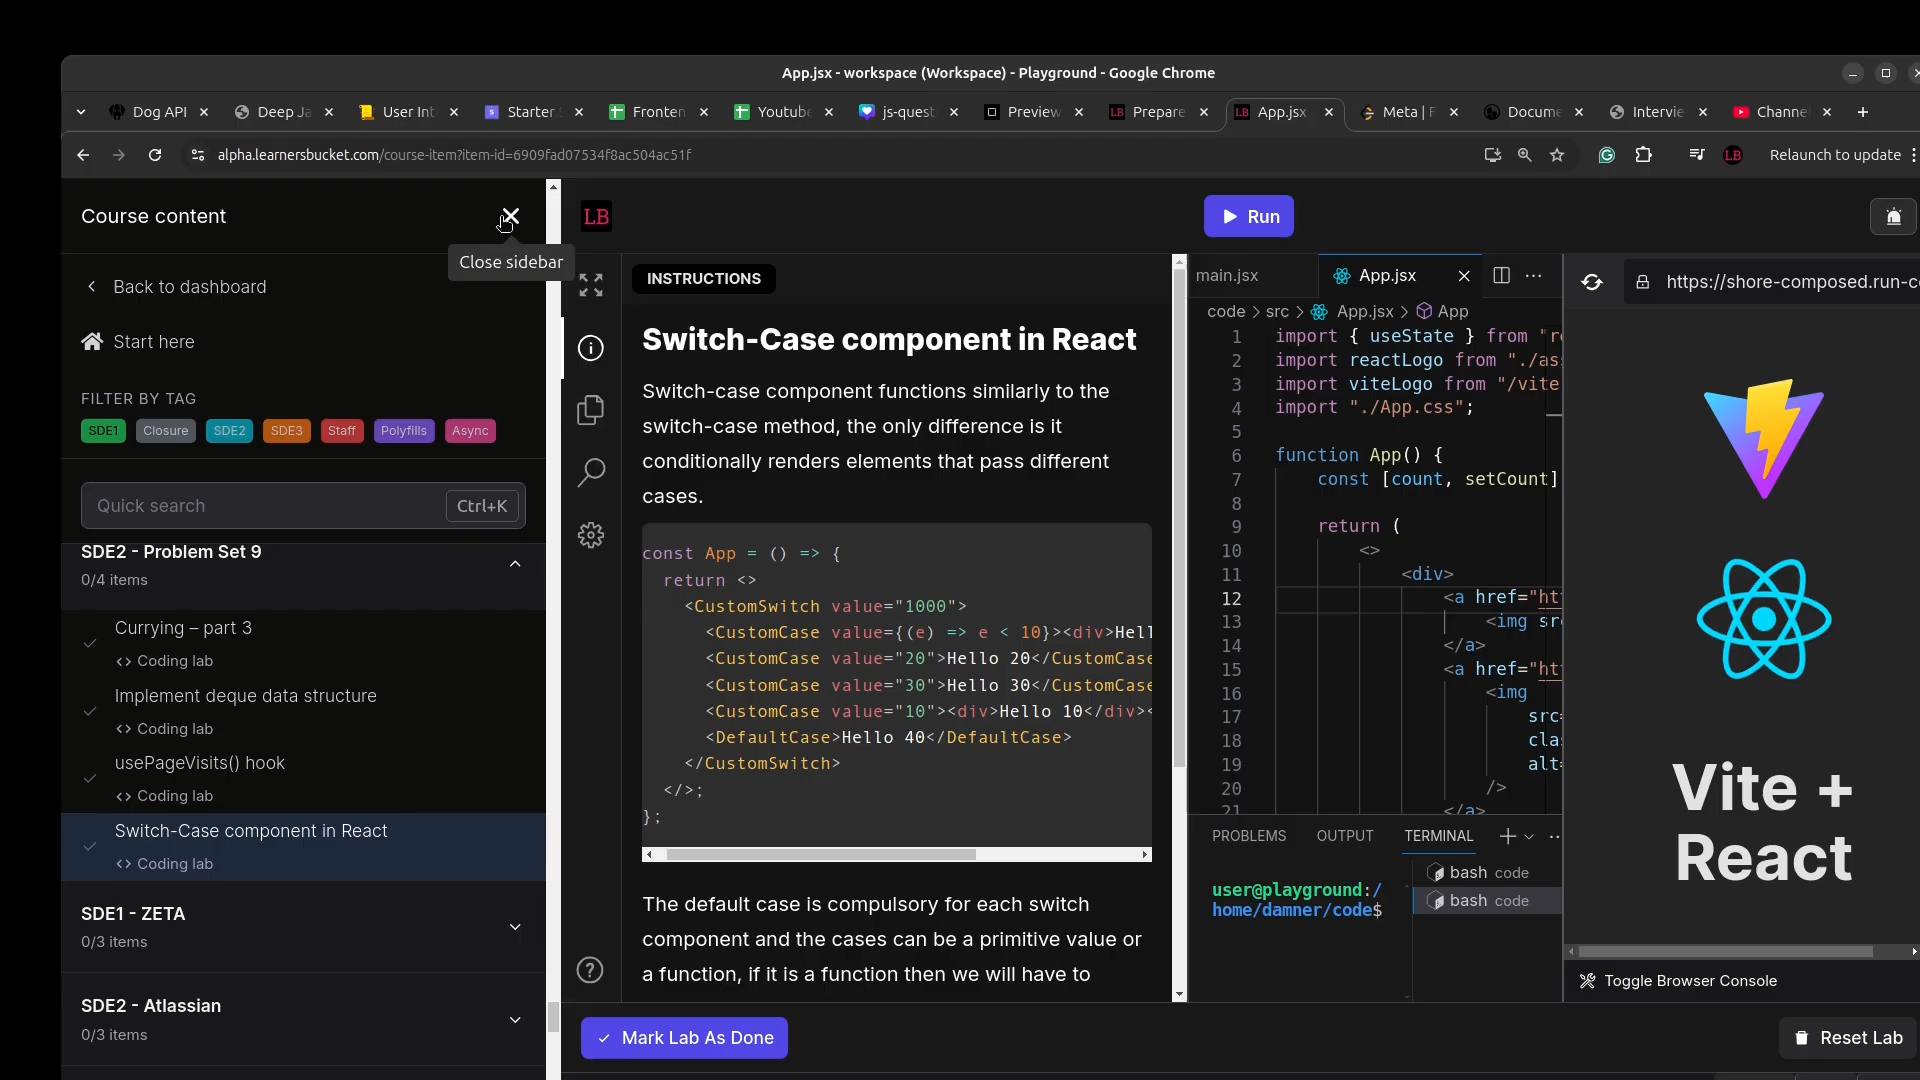 App.jsx - workspace (Workspace) - Playground - Google Chrome
Dog API
Deep Ja
User Int
Starter
Fronten
Youtube
js-quest
Preview
LB Prepare
LB App.jsx
Meta | F
Docume
Intervie
Channe
alpha.learnersbucket.com/course-item?item-id=6909fad07534f8ac504ac51f
LB
Relaunch to update
Course content
Close sidebar
Back to dashboard
Start here
FILTER BY TAG
SDE1 Closure SDE2 SDE3 Staff Polyfills Async
Quick search Ctrl+K
SDE2 - Problem Set 9
0/4 items
Currying – part 3
<> Coding lab
Implement deque data structure
<> Coding lab
usePageVisits() hook
<> Coding lab
Switch-Case component in React
<> Coding lab
SDE1 - ZETA
0/3 items
SDE2 - Atlassian
0/3 items
LB
Run
INSTRUCTIONS
Switch-Case component in React
Switch-case component functions similarly to the
switch-case method, the only difference is it
conditionally renders elements that pass different
cases.
const App = () => {
  return <>
    <CustomSwitch value="1000">
      <CustomCase value={(e) => e < 10}><div>Hell
      <CustomCase value="20">Hello 20</CustomCase
      <CustomCase value="30">Hello 30</CustomCase
      <CustomCase value="10"><div>Hello 10</div><
      <DefaultCase>Hello 40</DefaultCase>
    </CustomSwitch>
  </>;
};
The default case is compulsory for each switch
component and the cases can be a primitive value or
a function, if it is a function then we will have to
Mark Lab As Done
main.jsx
App.jsx
code > src > App.jsx > App
1 import { useState } from "re
2 import reactLogo from "./ass
3 import viteLogo from "/vite
4 import "./App.css";
5
6 function App() {
7 const [count, setCount]
8
9 return (
10 <>
11 <div>
12 <a href="ht
13 <img sr
14 </a>
15 <a href="ht
16 <img
17 src=
18 cla
19 alt=
20 />
21 </a>
PROBLEMS OUTPUT TERMINAL
user@playground:/
home/damner/code$
bash code
bash code
https://shore-composed.run-c
Vite +
React
Toggle Browser Console
Reset Lab